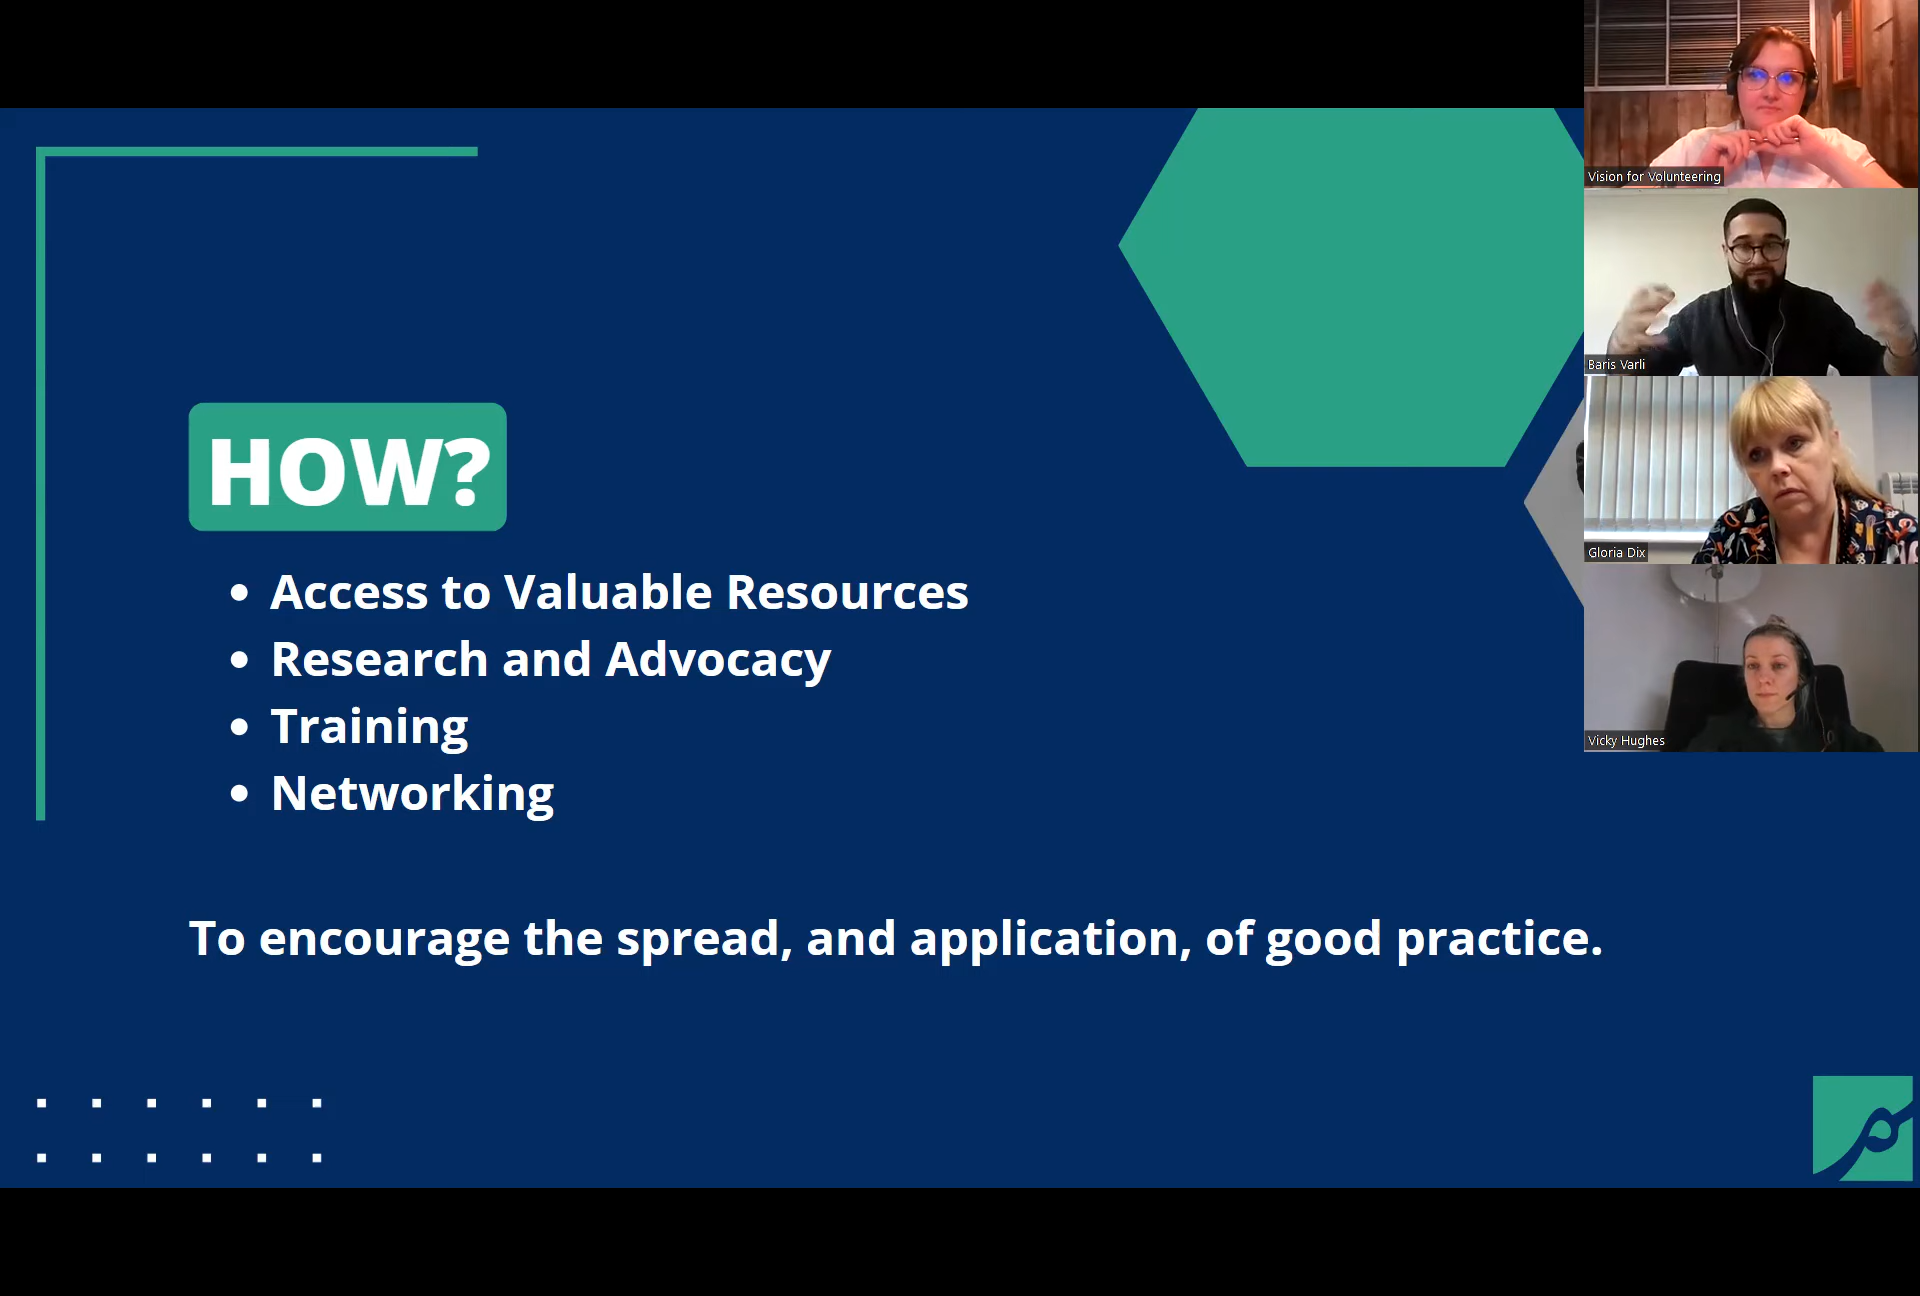 HOW?
• Access to Valuable Resources
• Research and Advocacy
• Training
• Networking
To encourage the spread, and application, of good practice.
Vision for Volunteering
Baris Varli
Gloria Dix
Vicky Hughes